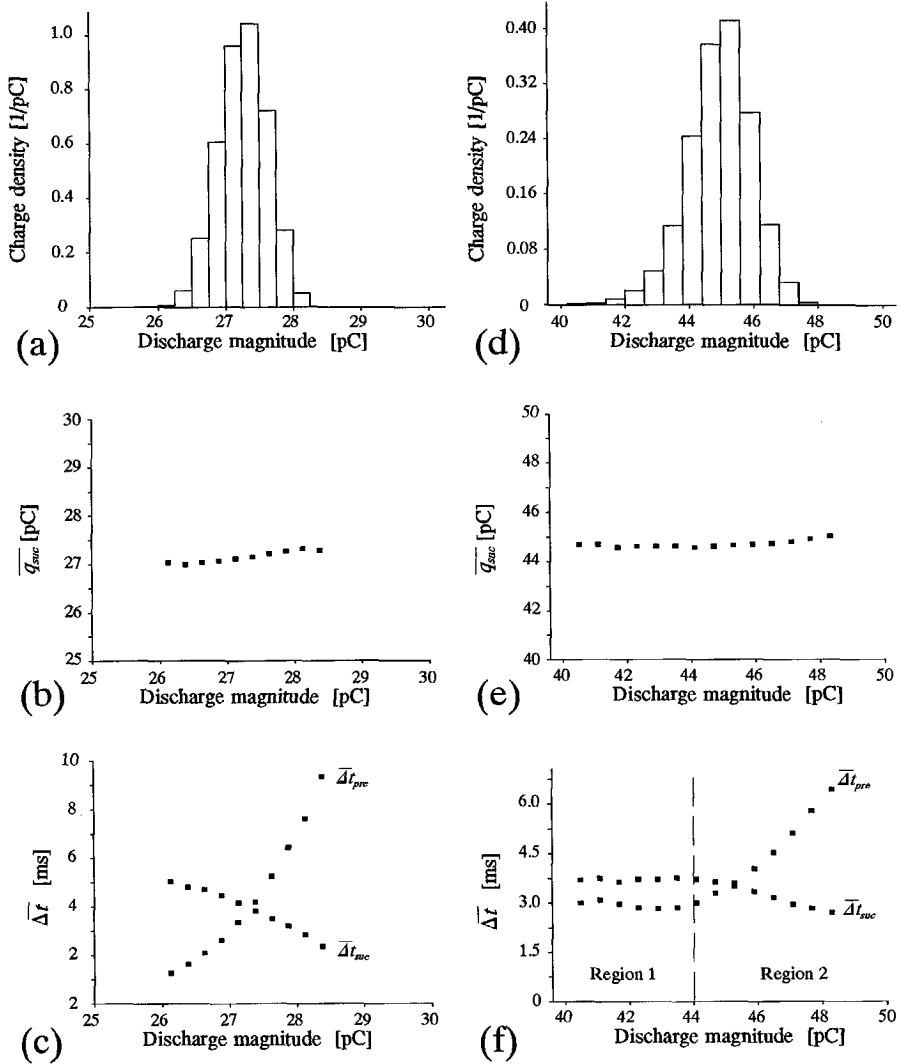 Charge density [1/pC]
1.0
0.8
0.6
0.4
0.2
0
25
26
27
28
29
30
Discharge magnitude [pC]
(a)
Charge density [1/pC]
0.40
0.32
0.24
0.16
0.08
0
40
42
44
46
48
50
Discharge magnitude [pC]
(d)
q_suc [pC]
30
29
27
27
26
25
25
26
27
28
29
30
Discharge magnitude [pC]
(b)
q_suc [pC]
50
48
46
44
42
40
40
42
44
46
48
50
Discharge magnitude [pC]
(e)
Δt [ms]
10
8
6
4
2
2
Δt_pre
Δt_suc
25
26
27
28
29
30
Discharge magnitude [pC]
(c)
Δt [ms]
6.0
4.5
3.0
1.5
0
Δt_pre
Δt_suc
Region 1
Region 2
40
42
44
46
48
50
Discharge magnitude [pC]
(f)